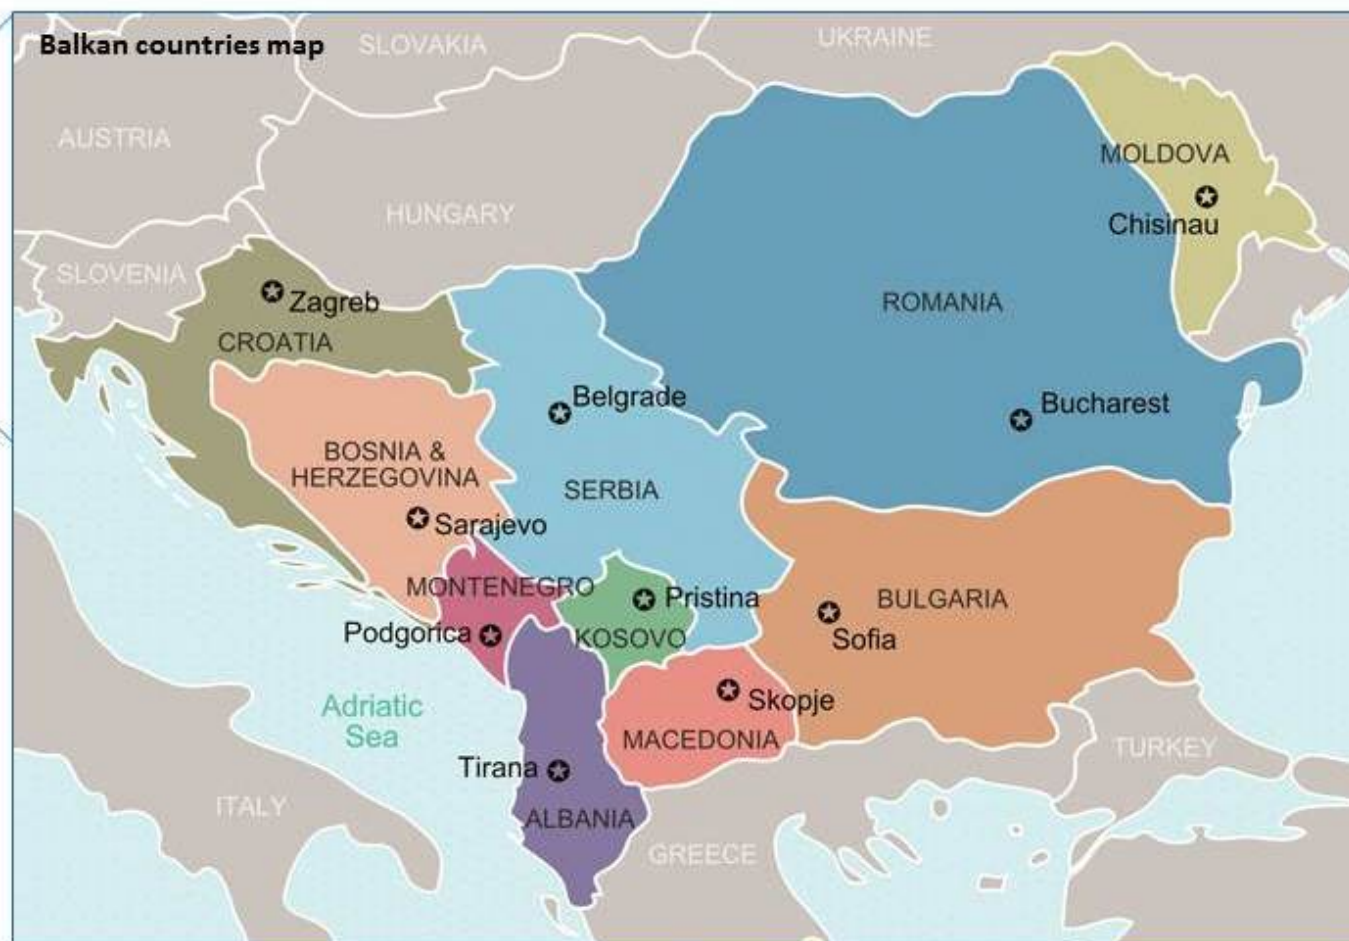 Balkan countries map
SLOVAKIA
UKRAINE
AUSTRIA
MOLDOVA
HUNGARY
Chisinau
SLOVENIA
Zagreb
ROMANIA
CROATIA
Belgrade
Bucharest
BOSNIA &
HERZEGOVINA
SERBIA
Sarajevo
MONTENEGRO
Pristina
BULGARIA
Podgorica
KOSOVO
Sofia
Adriatic
Sea
Skopje
MACEDONIA
TURKEY
Tirana
ITALY
ALBANIA
GREECE